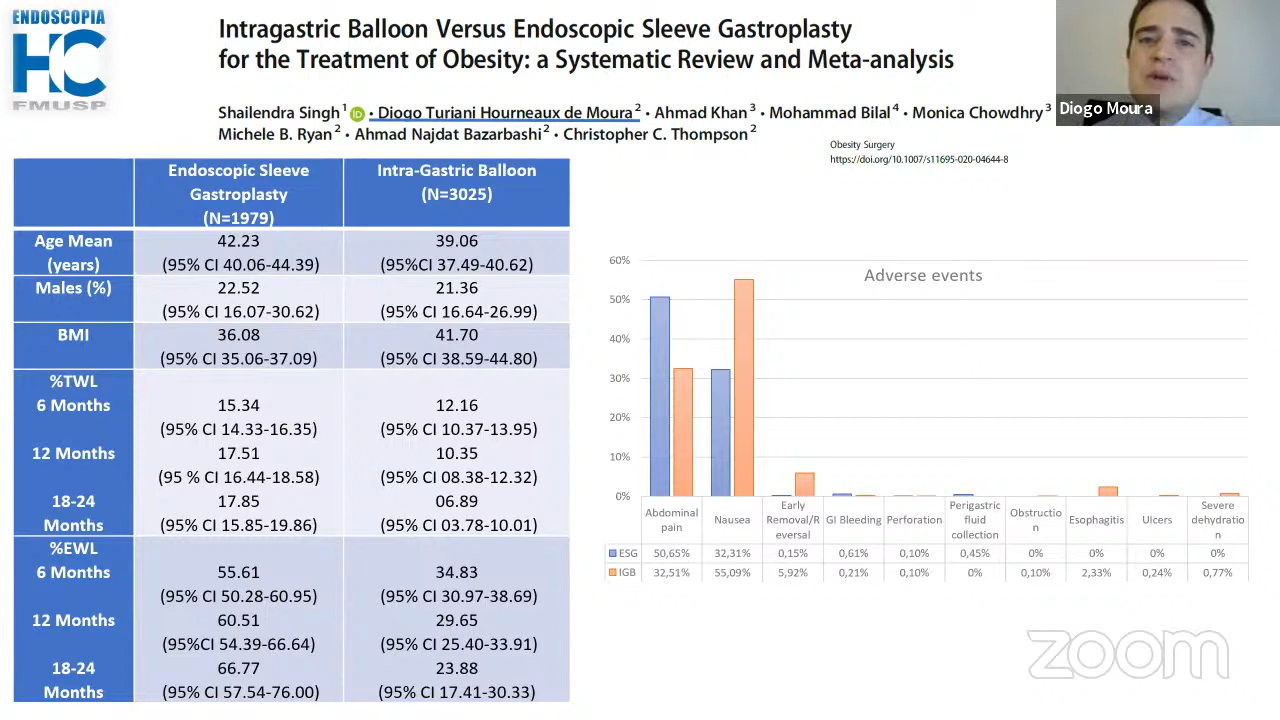 ENDOSCOPIA
HC
FMUSP
Intragastric Balloon Versus Endoscopic Sleeve Gastroplasty
for the Treatment of Obesity: a Systematic Review and Meta-analysis
Shailendra Singh 1 iD • Diogo Turiani Hourneaux de Moura 2 • Ahmad Khan 3 • Mohammad Bilal 4 • Monica Chowdhry 3
Michele B. Ryan 2 • Ahmad Najdat Bazarbashi 2 • Christopher C. Thompson 2
Diogo Moura
Obesity Surgery
https://doi.org/10.1007/s11695-020-04644-8
Endoscopic Sleeve
Gastroplasty
(N=1979)
Intra-Gastric Balloon
(N=3025)
Age Mean
(years)
42.23
(95% CI 40.06-44.39)
39.06
(95%CI 37.49-40.62)
Males (%)
22.52
(95% CI 16.07-30.62)
21.36
(95% CI 16.64-26.99)
BMI
36.08
(95% CI 35.06-37.09)
41.70
(95% CI 38.59-44.80)
%TWL
6 Months
15.34
(95% CI 14.33-16.35)
12.16
(95% CI 10.37-13.95)
12 Months
17.51
(95 % CI 16.44-18.58)
10.35
(95% CI 08.38-12.32)
18-24
Months
17.85
(95% CI 15.85-19.86)
06.89
(95% CI 03.78-10.01)
%EWL
6 Months
55.61
(95% CI 50.28-60.95)
34.83
(95% CI 30.97-38.69)
12 Months
60.51
(95%CI 54.39-66.64)
29.65
(95% CI 25.40-33.91)
18-24
Months
66.77
(95% CI 57.54-76.00)
23.88
(95% CI 17.41-30.33)
Adverse events
60%
50%
40%
30%
20%
10%
0%
Abdominal
pain
Nausea
Early
Removal/R
eversal
GI Bleeding
Perforation
Perigastric
fluid
collection
Obstructio
n
Esophagitis
Ulcers
Severe
dehydratio
n
ESG 50,65% 32,31% 0,15% 0,61% 0,10% 0,45% 0% 0% 0% 0%
IGB 32,51% 55,09% 5,92% 0,21% 0,10% 0% 0,10% 2,33% 0,24% 0,77%
zoom